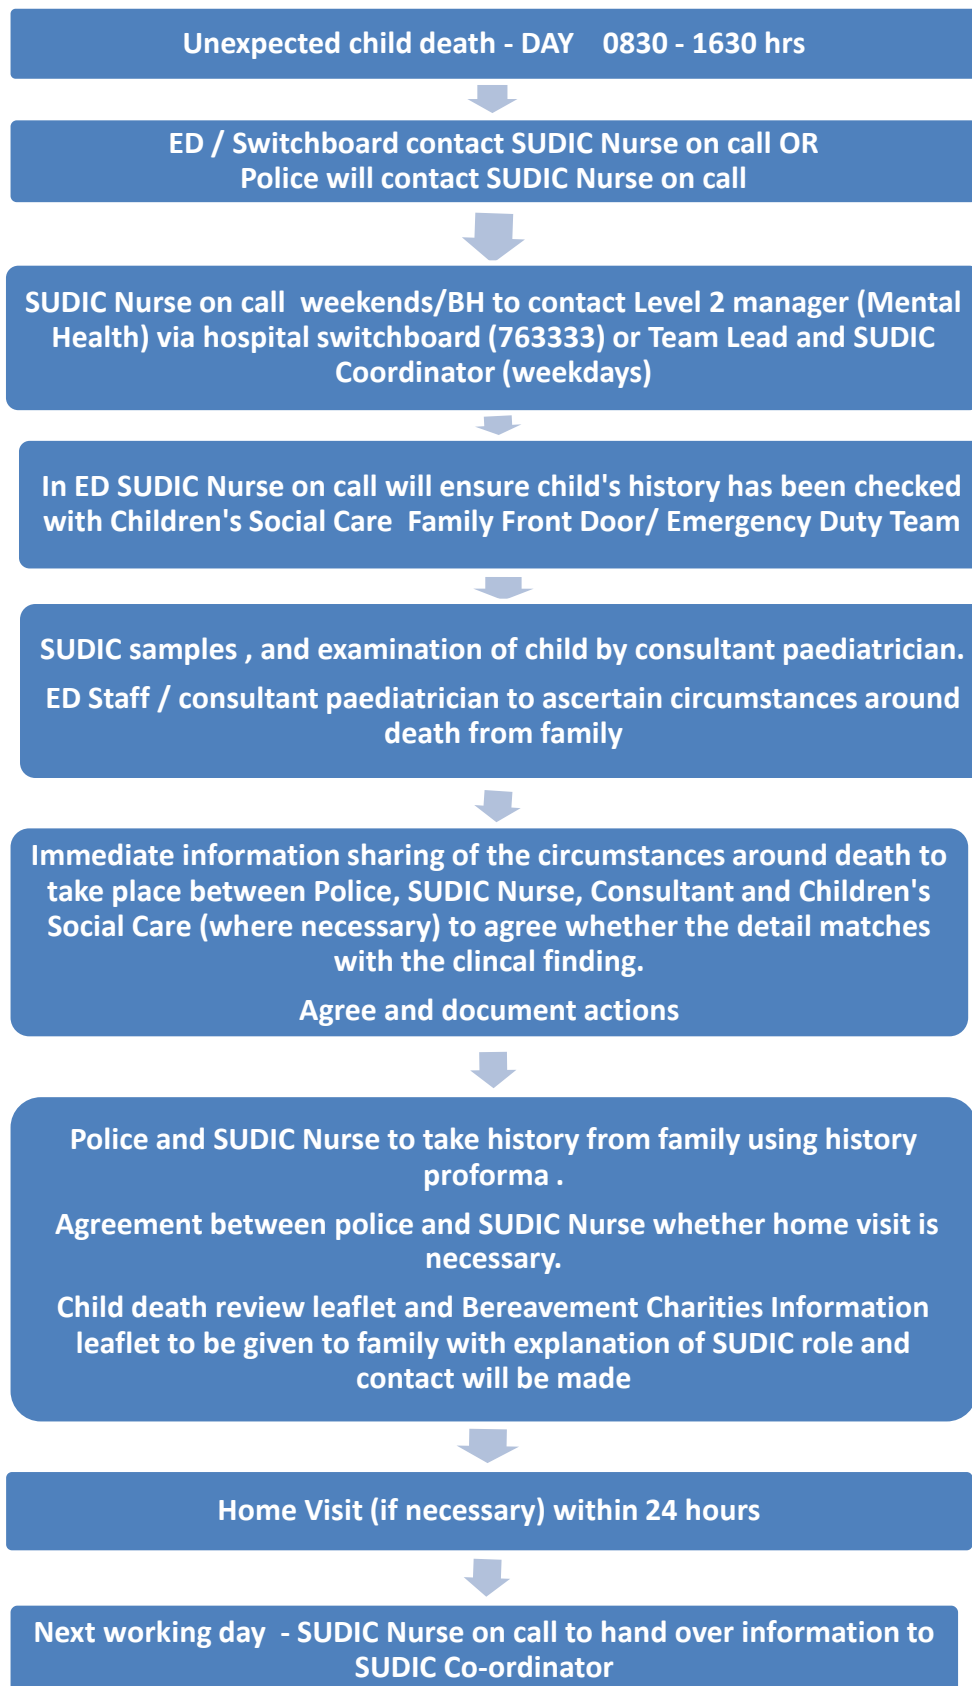 Unexpected child death - DAY    0830 - 1630 hrs
ED / Switchboard contact SUDIC Nurse on call OR
Police will contact SUDIC Nurse on call
SUDIC Nurse on call  weekends/BH to contact Level 2 manager (Mental
Health) via hospital switchboard (763333) or Team Lead and SUDIC
Coordinator (weekdays)
In ED SUDIC Nurse on call will ensure child's history has been checked
with Children's Social Care  Family Front Door/ Emergency Duty Team
SUDIC samples , and examination of child by consultant paediatrician.
ED Staff / consultant paediatrician to ascertain circumstances around
death from family
Immediate information sharing of the circumstances around death to
take place between Police, SUDIC Nurse, Consultant and Children's
Social Care (where necessary) to agree whether the detail matches
with the clincal finding.
Agree and document actions
Police and SUDIC Nurse to take history from family using history
proforma .
Agreement between police and SUDIC Nurse whether home visit is
necessary.
Child death review leaflet and Bereavement Charities Information
leaflet to be given to family with explanation of SUDIC role and
contact will be made
Home Visit (if necessary) within 24 hours
Next working day  - SUDIC Nurse on call to hand over information to
SUDIC Co-ordinator